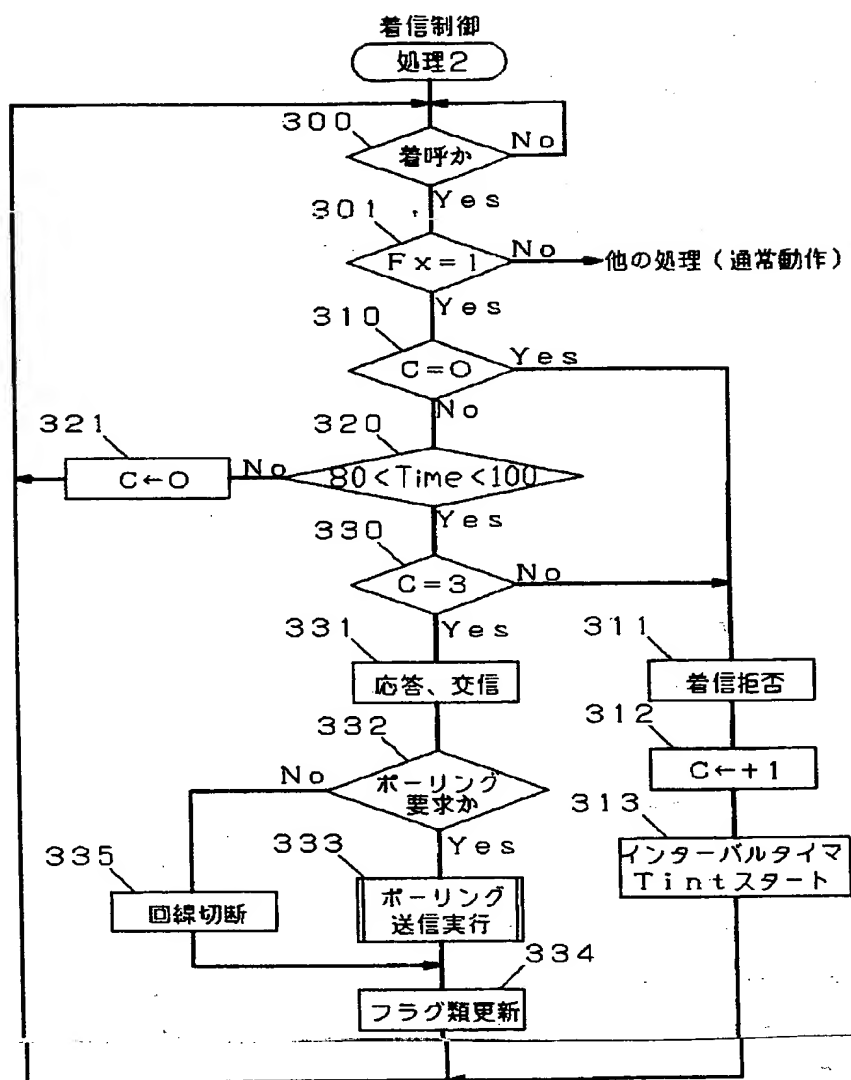 着信制御
処理2
300
着呼か
No
Yes
301
Fx=1
No
他の処理(通常動作)
Yes
310
C=0
Yes
No
321
C←0
320
No
80<Time<100
Yes
330
C=3
No
Yes
331
応答、交信
311
着信拒否
332
No
ポーリング
要求か
Yes
312
C←+1
313
インターバルタイマ
Tintスタート
335
回線切断
333
ポーリング
送信実行
334
フラグ類更新